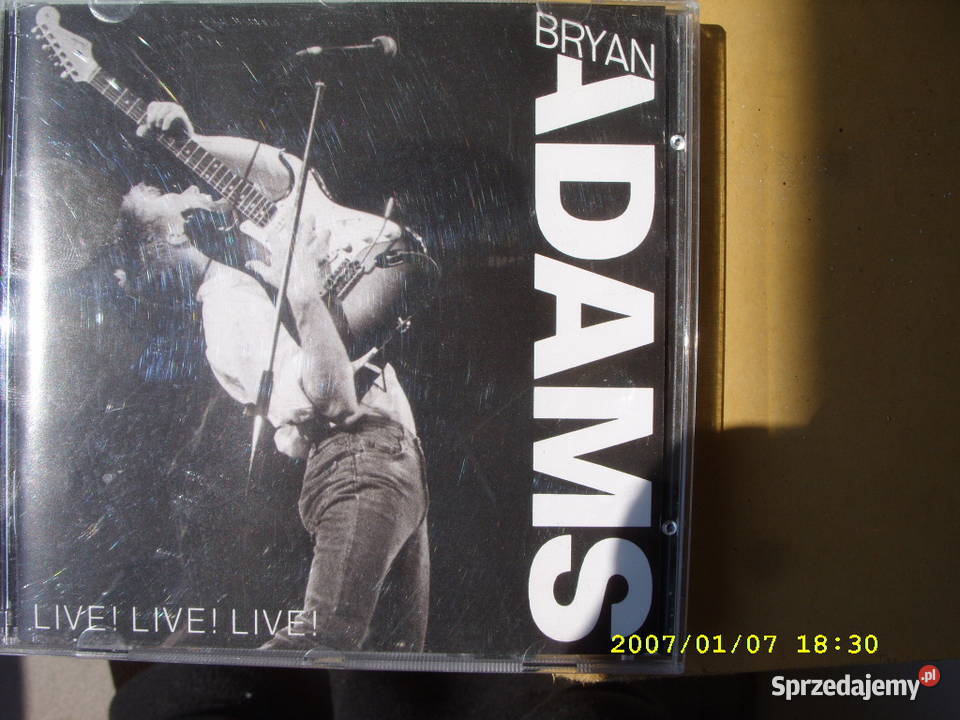 BRYAN
ADAMS
LIVE! LIVE! LIVE!
2007/01/07 18:30
Sprzedajemy.pl